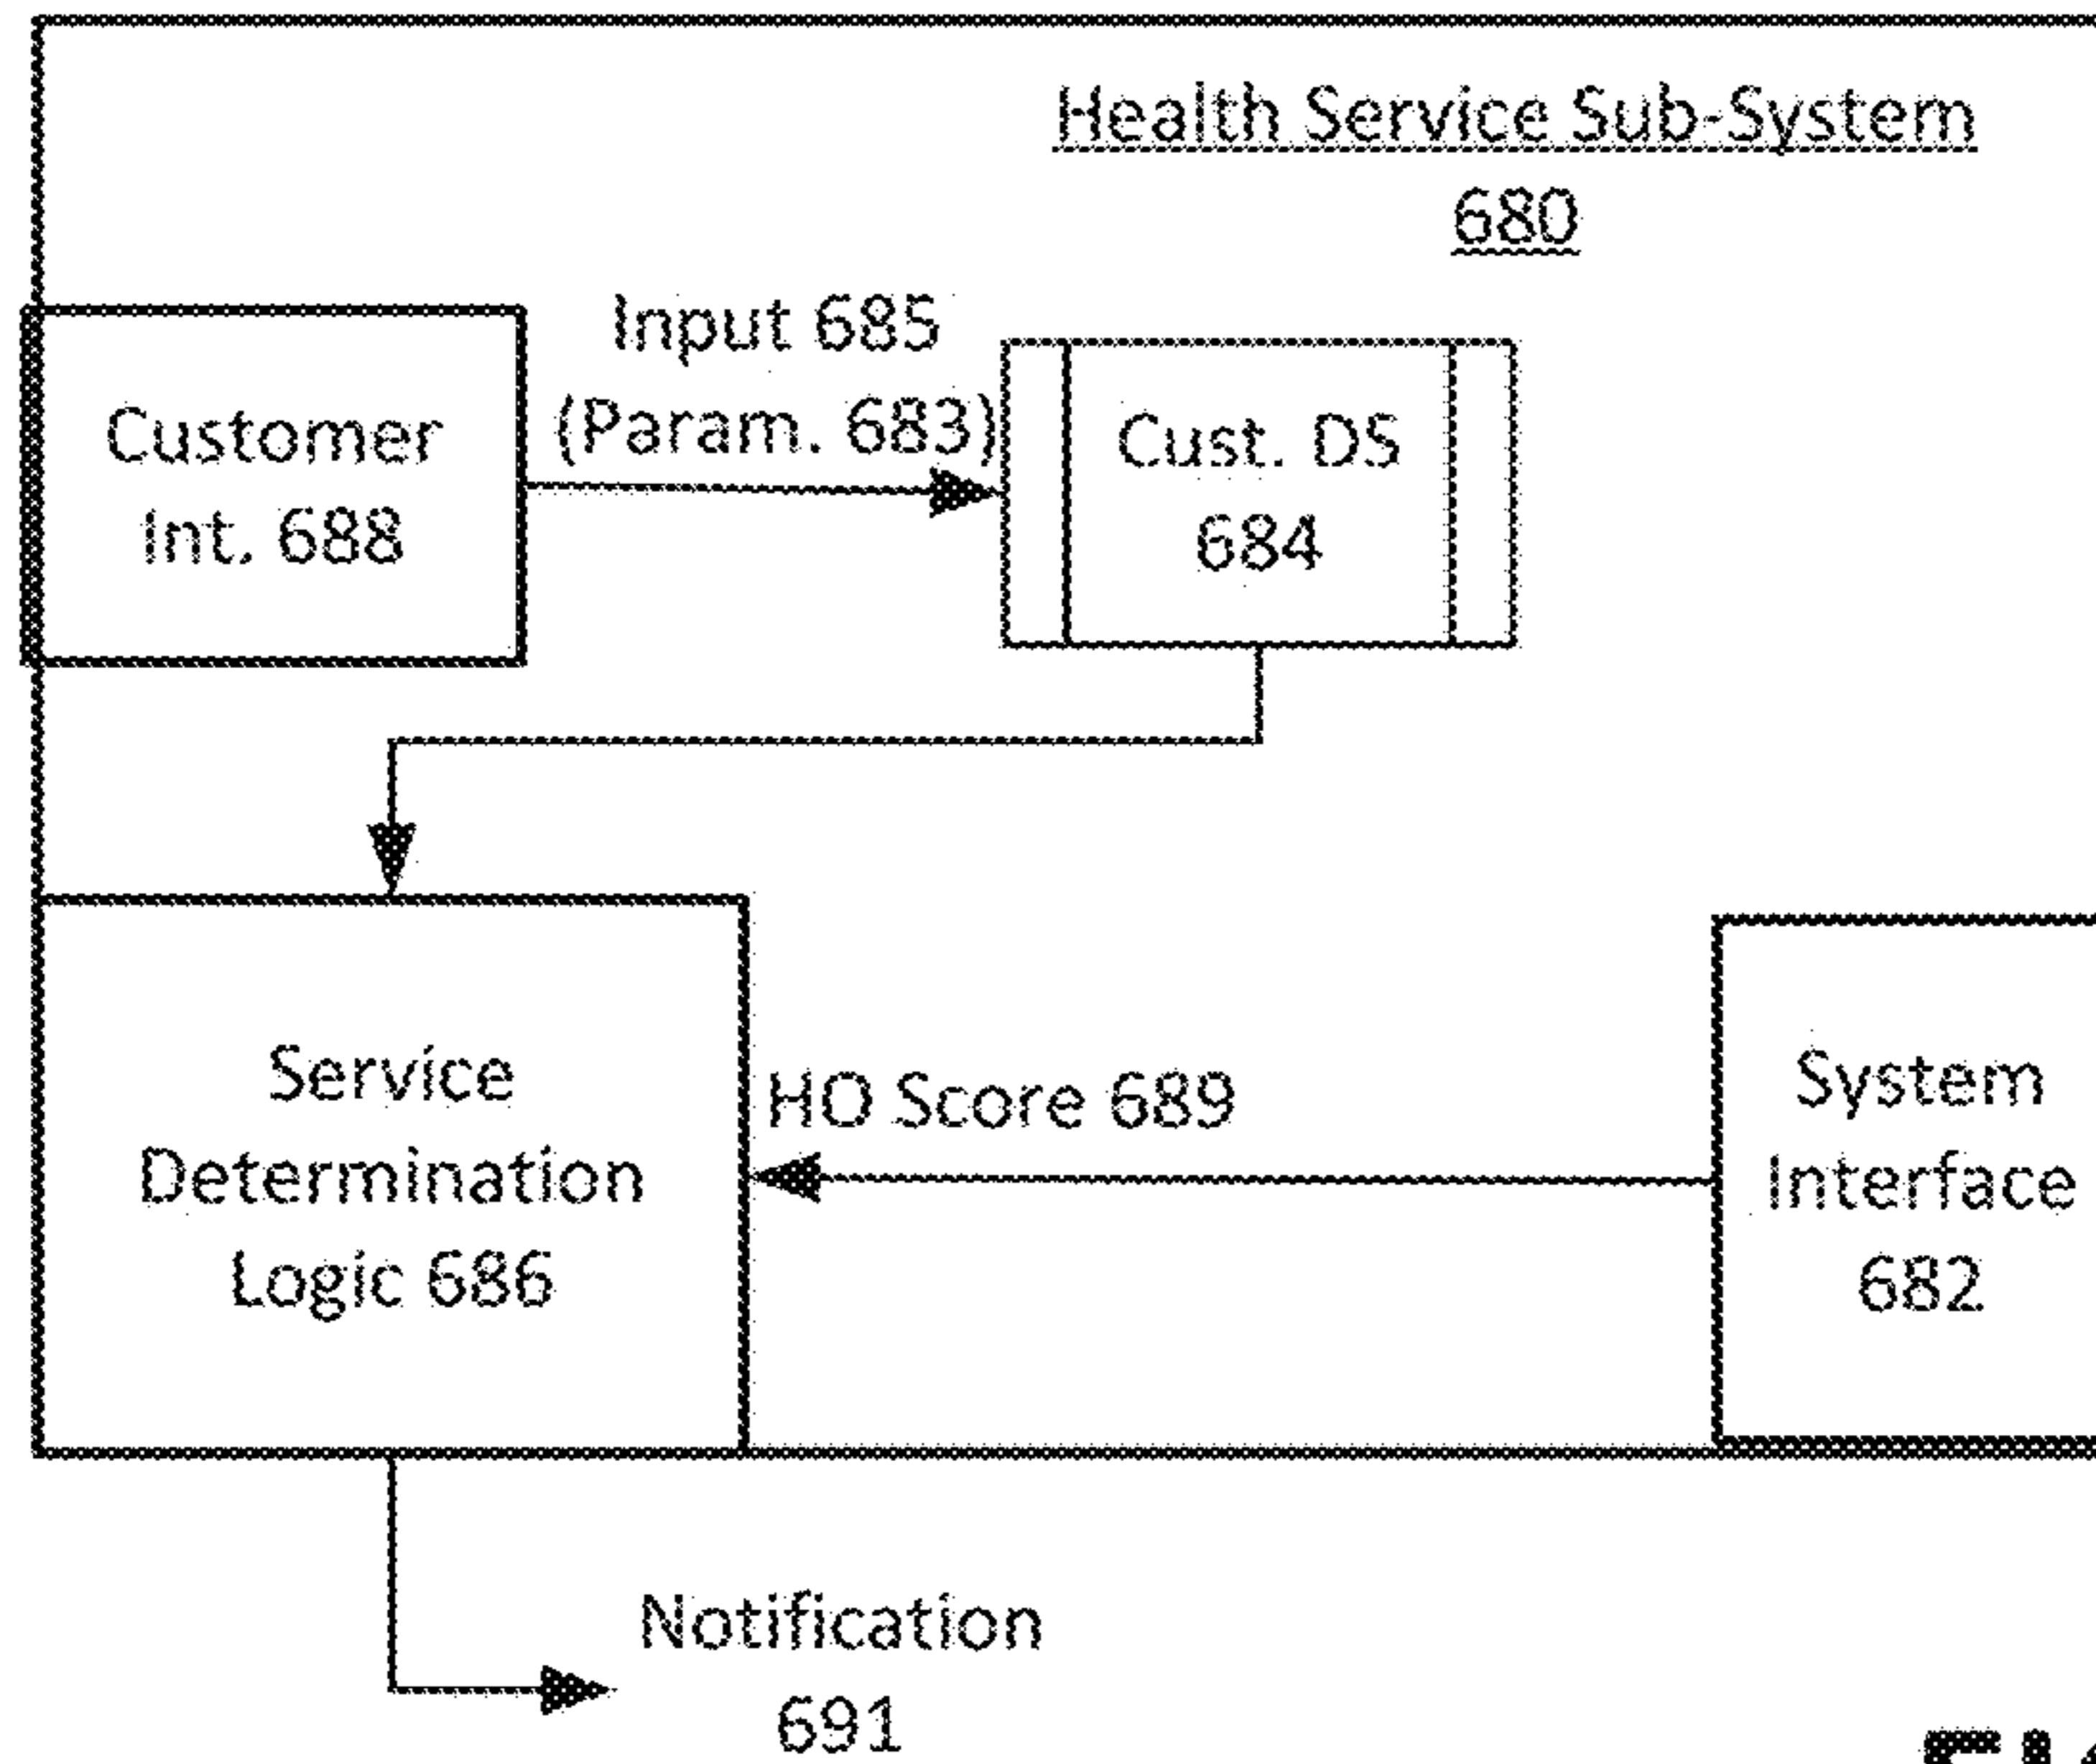 Health Service Sub-System
680
Input 685
(Param. 683)
Customer
Int. 688
Cust. DS
684
Service
Determination
Logic 686
HO Score 689
System
Interface
682
Notification
691